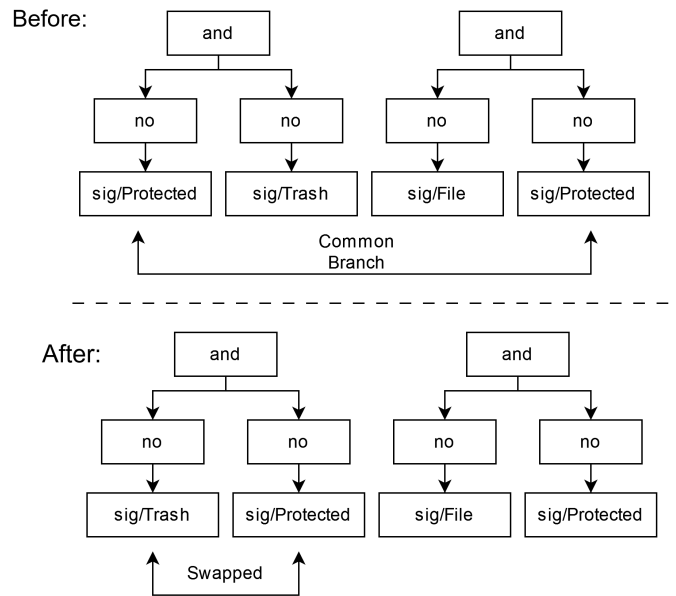 Before:
and
and
no
no
no
no
sig/Protected
sig/Trash
sig/File
sig/Protected
Common
Branch
After:
and
and
no
no
no
no
sig/Trash
sig/Protected
sig/File
sig/Protected
Swapped